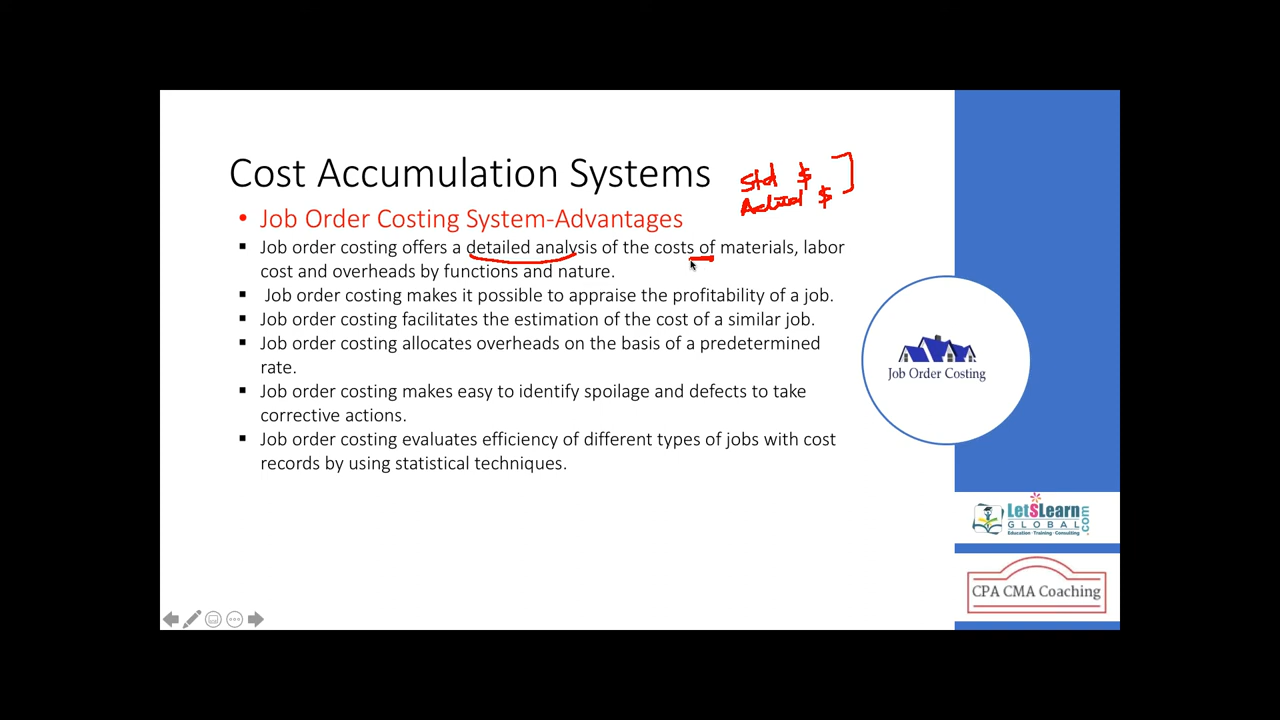 Cost Accumulation Systems
Std $
Actual $
• Job Order Costing System-Advantages
▪ Job order costing offers a detailed analysis of the costs of materials, labor
cost and overheads by functions and nature.
▪ Job order costing makes it possible to appraise the profitability of a job.
▪ Job order costing facilitates the estimation of the cost of a similar job.
▪ Job order costing allocates overheads on the basis of a predetermined
rate.
▪ Job order costing makes easy to identify spoilage and defects to take
corrective actions.
▪ Job order costing evaluates efficiency of different types of jobs with cost
records by using statistical techniques.
Job Order Costing
LetSLearn
GLOBAL
.com
Education · Training · Consulting
CPA CMA Coaching